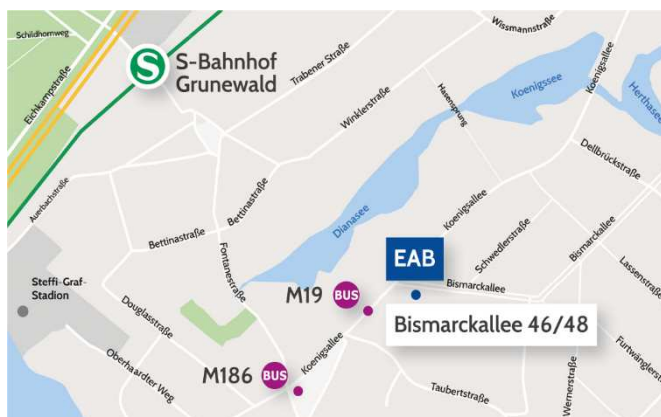 Schildhornweg
Eichkampstraße
S
S-Bahnhof
Grunewald
Trabener Straße
Wissmannstraße
Winklerstraße
Hasensprung
Koenigssee
Koenigsallee
Herthasee
Dellbrückstraße
Auerbachstraße
Bettinastraße
Bettinastraße
Fontanestraße
Dianasee
Koenigsallee
Schwedlerstraße
Bismarckallee
Lassenstraße
EAB
Bismarckallee
Steffi-Graf-
Stadion
Douglasstraße
M19 BUS
Bismarckallee 46/48
Oberhaardter Weg
M186 BUS
Koenigsallee
Taubertstraße
Wernerstraße
Furtwänglerstr